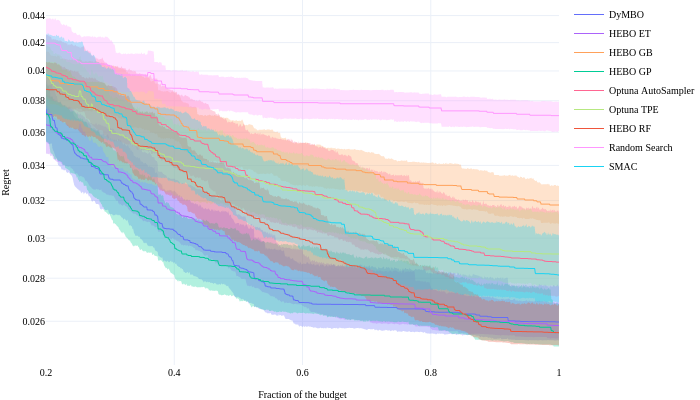 0.044
0.042
0.04
0.038
0.036
0.034
0.032
0.03
0.028
0.026
Regret
0.2
0.4
0.6
0.8
1
Fraction of the budget
DyMBO
HEBO ET
HEBO GB
HEBO GP
Optuna AutoSampler
Optuna TPE
HEBO RF
Random Search
SMAC